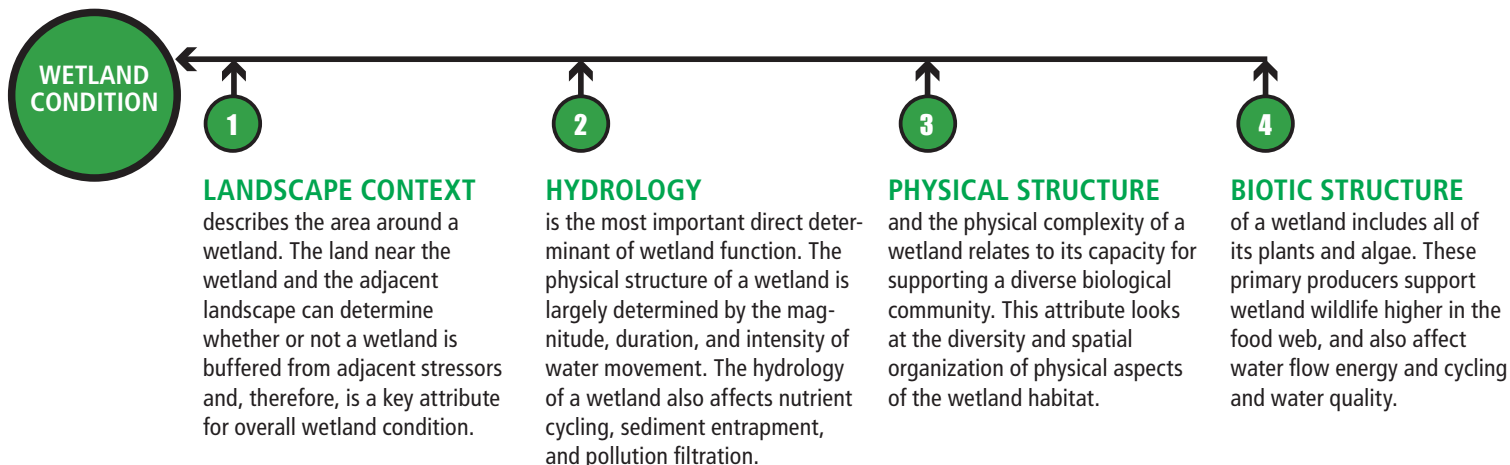 WETLAND
CONDITION
1
2
3
4
LANDSCAPE CONTEXT
describes the area around a
wetland. The land near the
wetland and the adjacent
landscape can determine
whether or not a wetland is
buffered from adjacent stressors
and, therefore, is a key attribute
for overall wetland condition.
HYDROLOGY
is the most important direct deter-
minant of wetland function. The
physical structure of a wetland is
largely determined by the mag-
nitude, duration, and intensity of
water movement. The hydrology
of a wetland also affects nutrient
cycling, sediment entrapment,
and pollution filtration.
PHYSICAL STRUCTURE
and the physical complexity of a
wetland relates to its capacity for
supporting a diverse biological
community. This attribute looks
at the diversity and spatial
organization of physical aspects
of the wetland habitat.
BIOTIC STRUCTURE
of a wetland includes all of
its plants and algae. These
primary producers support
wetland wildlife higher in the
food web, and also affect
water flow energy and cycling
and water quality.